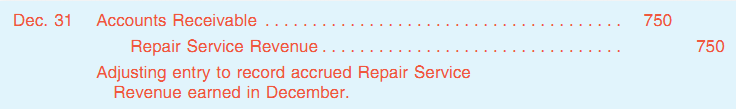 Dec. 31 Accounts Receivable . . . . . . . . . . . . . . . . . . . . . . . . . . . . . . . . . . . . . . 750
Repair Service Revenue . . . . . . . . . . . . . . . . . . . . . . . . . . . . . . . . 750
Adjusting entry to record accrued Repair Service
Revenue earned in December.